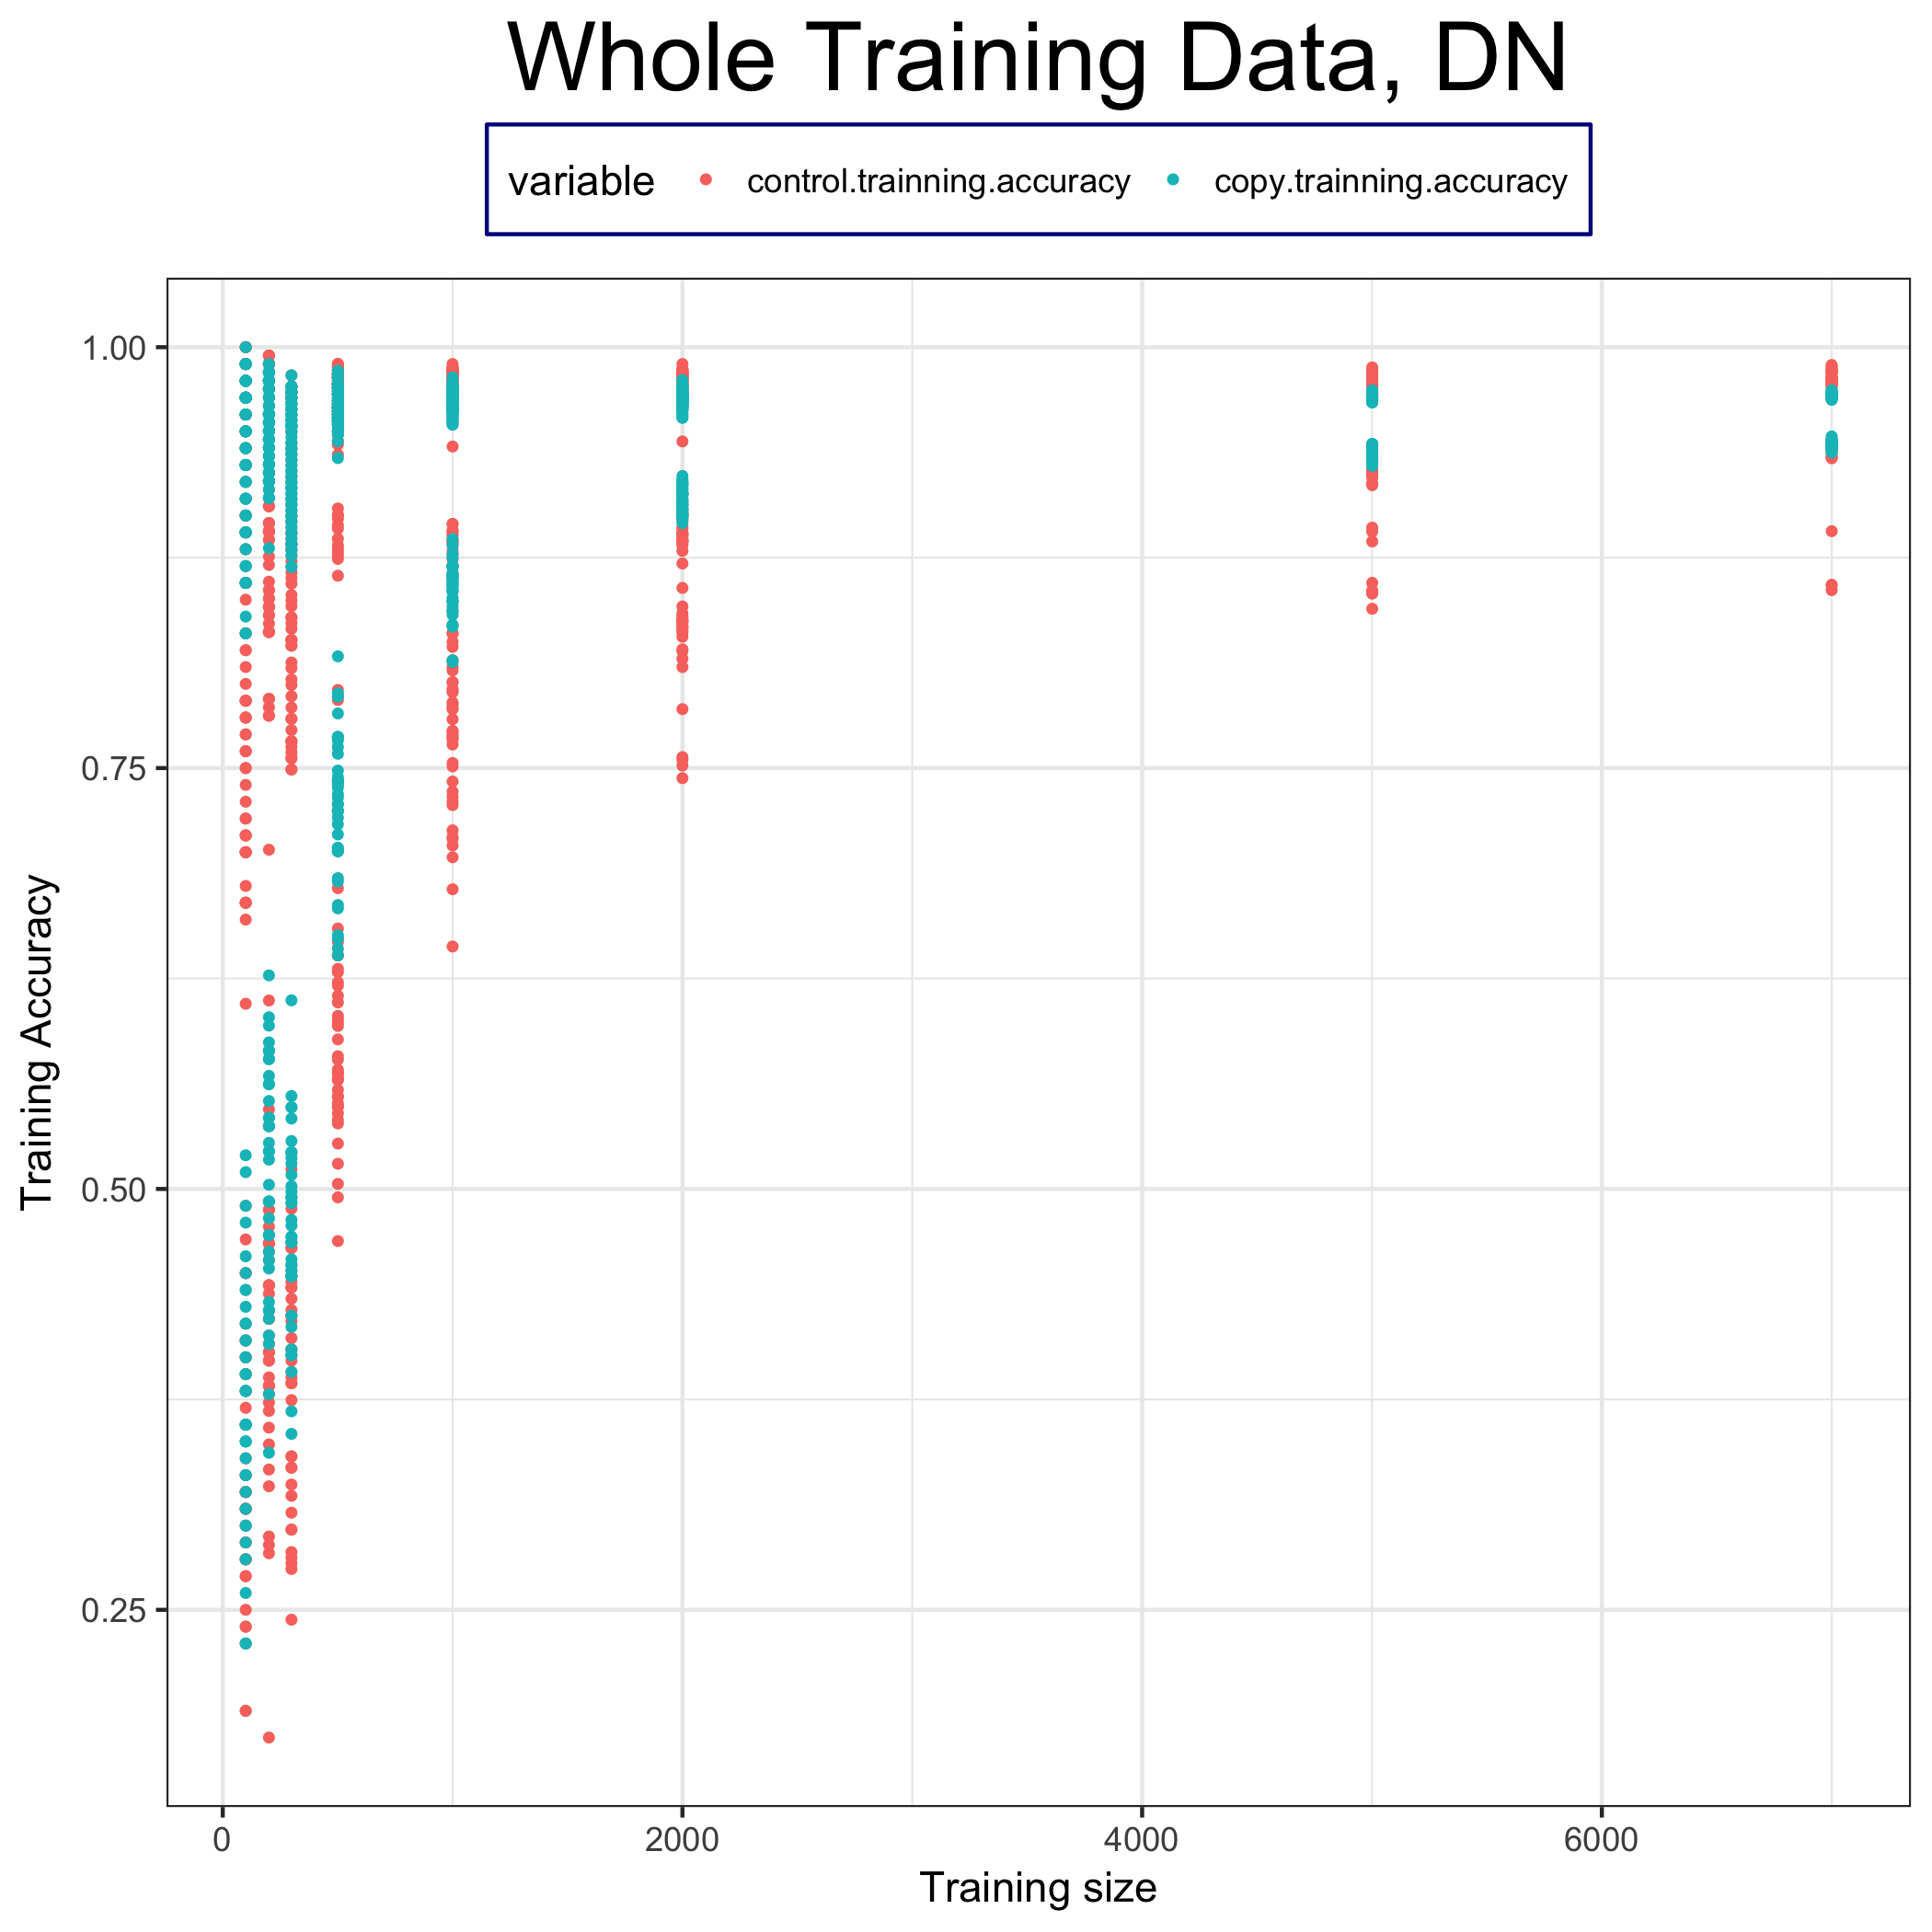 Whole Training Data, DN
variable control.trainning.accuracy copy.trainning.accuracy
1.00
0.75
0.50
0.25
Training Accuracy
0 2000 4000 6000
Training size